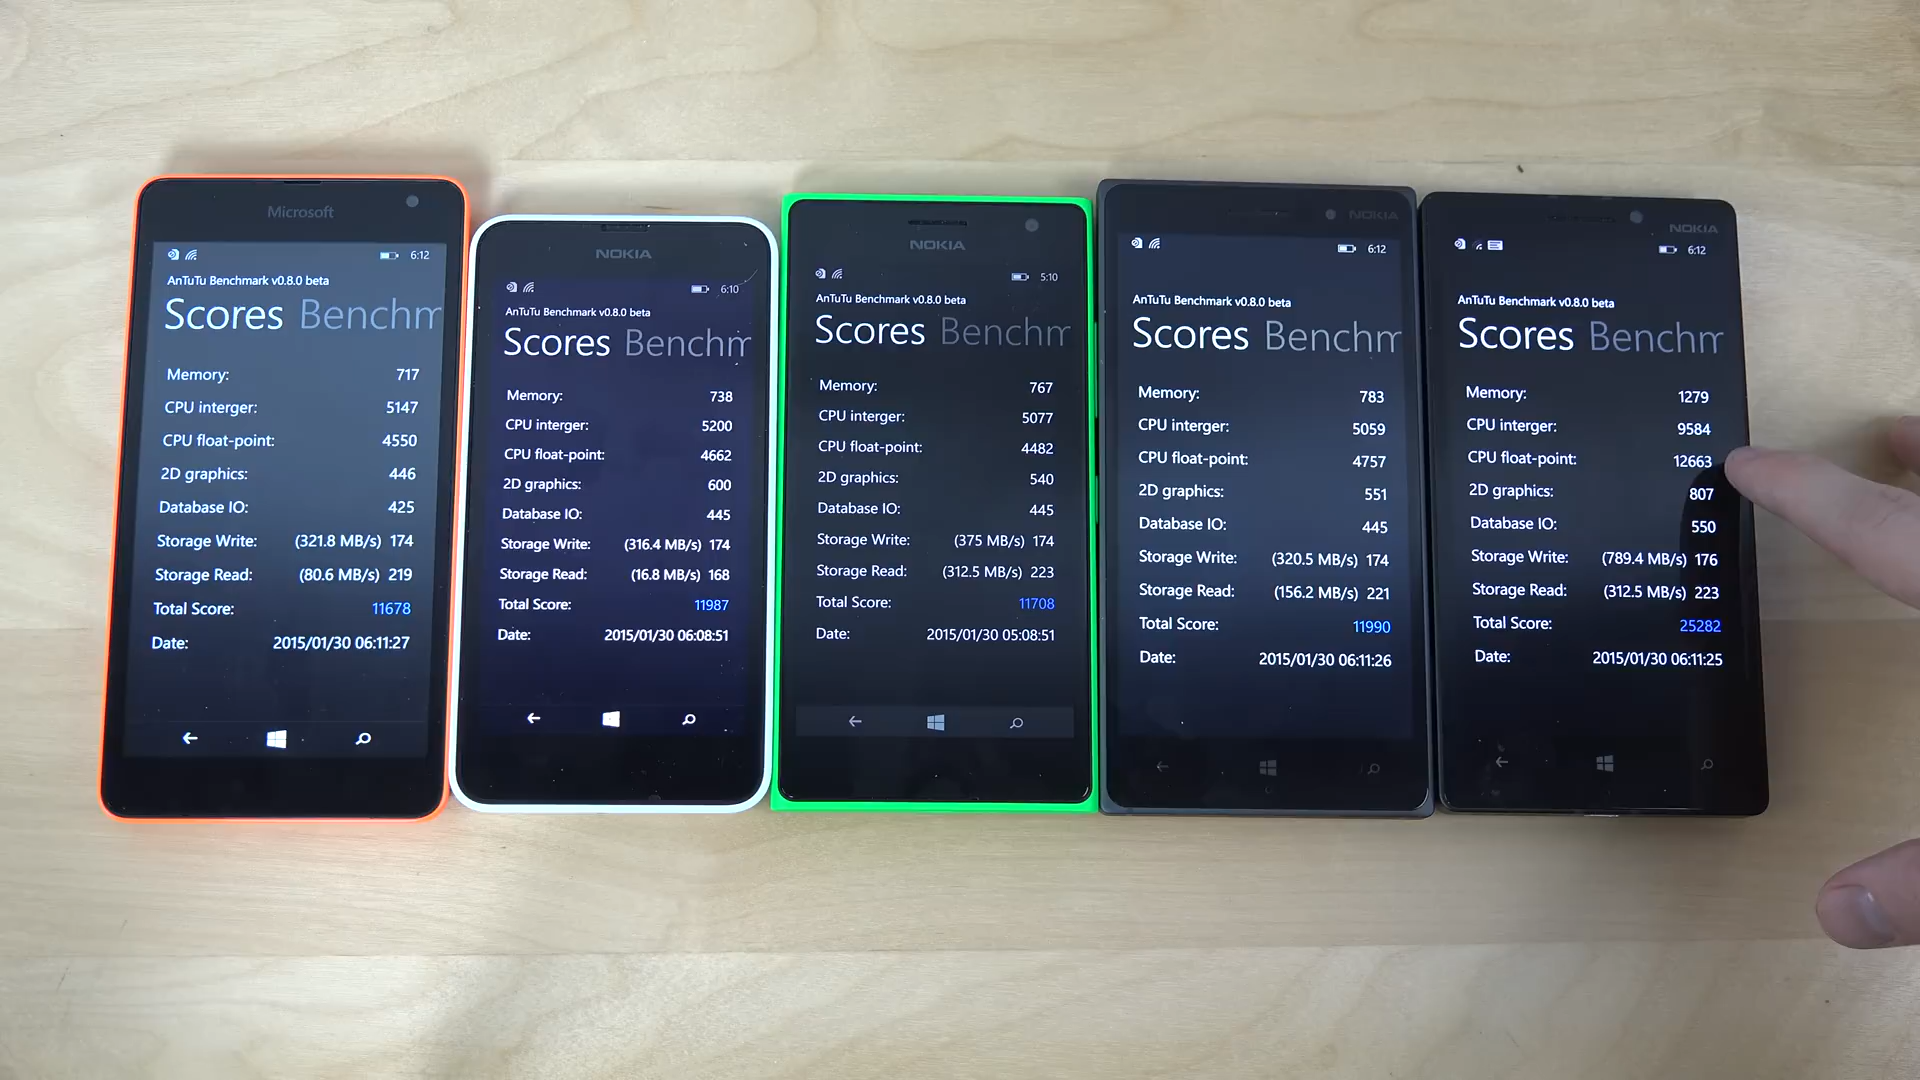 Microsoft
6:12
AnTuTu Benchmark v0.8.0 beta
Scores Benchm
Memory: 717
CPU interger: 5147
CPU float-point: 4550
2D graphics: 446
Database IO: 425
Storage Write: (321.8 MB/s) 174
Storage Read: (80.6 MB/s) 219
Total Score: 11678
Date: 2015/01/30 06:11:27
NOKIA
6:10
AnTuTu Benchmark v0.8.0 beta
Scores Benchm
Memory: 738
CPU interger: 5200
CPU float-point: 4662
2D graphics: 600
Database IO: 445
Storage Write: (316.4 MB/s) 174
Storage Read: (16.8 MB/s) 168
Total Score: 11987
Date: 2015/01/30 06:08:51
NOKIA
5:10
AnTuTu Benchmark v0.8.0 beta
Scores Benchm
Memory: 767
CPU interger: 5077
CPU float-point: 4482
2D graphics: 540
Database IO: 445
Storage Write: (375 MB/s) 174
Storage Read: (312.5 MB/s) 223
Total Score: 11708
Date: 2015/01/30 05:08:51
NOKIA
6:12
AnTuTu Benchmark v0.8.0 beta
Scores Benchm
Memory: 783
CPU interger: 5059
CPU float-point: 4757
2D graphics: 551
Database IO: 445
Storage Write: (320.5 MB/s) 174
Storage Read: (156.2 MB/s) 221
Total Score: 11990
Date: 2015/01/30 06:11:26
NOKIA
6:12
AnTuTu Benchmark v0.8.0 beta
Scores Benchm
Memory: 1279
CPU interger: 9584
CPU float-point: 12663
2D graphics: 807
Database IO: 550
Storage Write: (789.4 MB/s) 176
Storage Read: (312.5 MB/s) 223
Total Score: 25282
Date: 2015/01/30 06:11:25